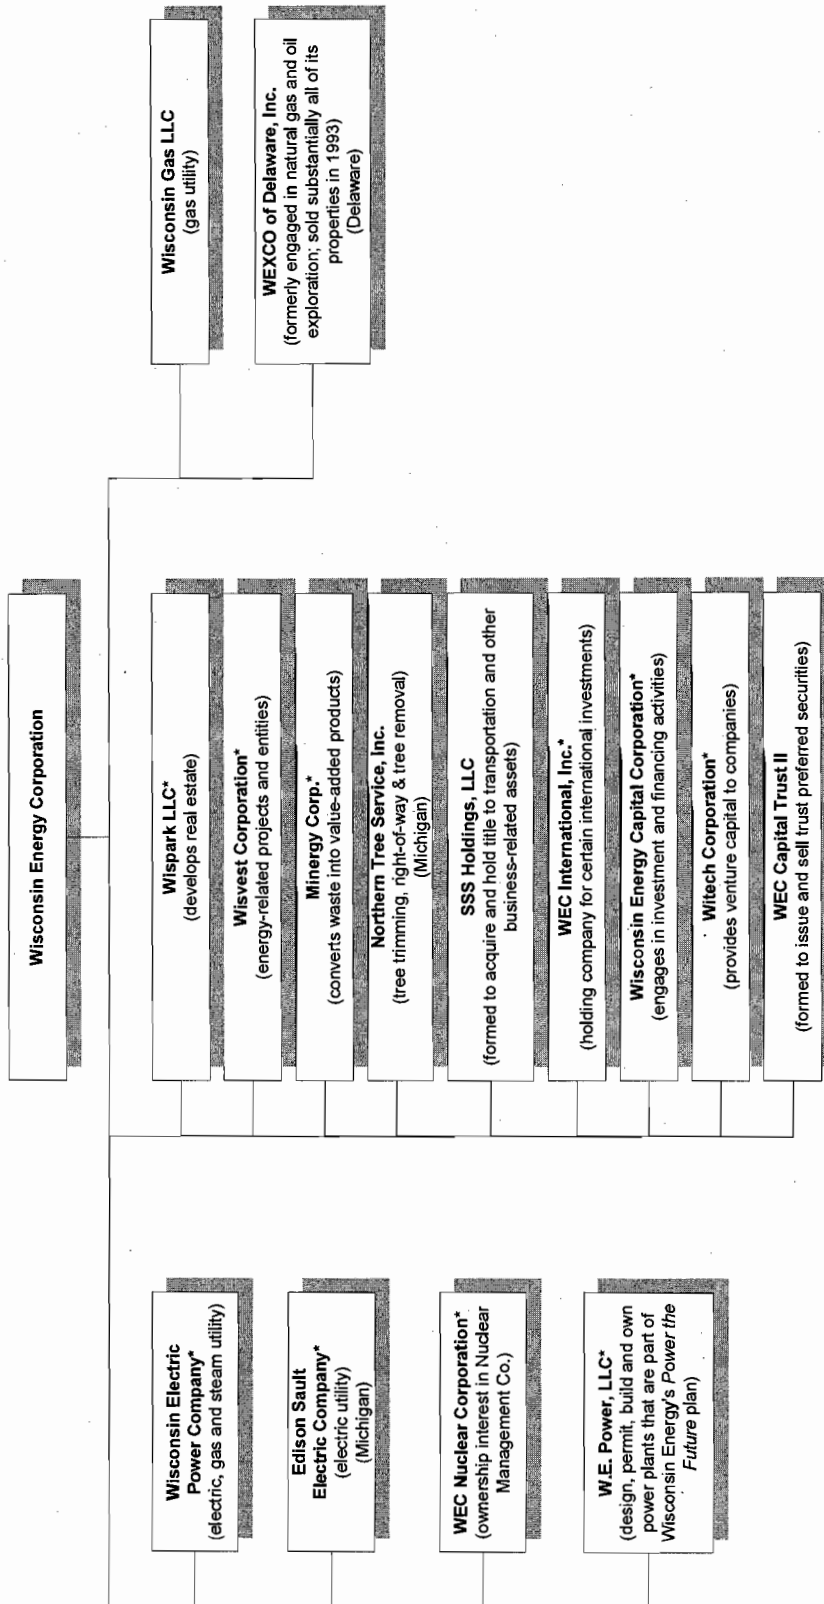 Wisconsin Energy Corporation
Wisconsin Electric
Power Company*
(electric, gas and steam utility)
Edison Sault
Electric Company*
(electric utility)
(Michigan)
WEC Nuclear Corporation*
(ownership interest in Nuclear
Management Co.)
W.E. Power, LLC*
(design, permit, build and own
power plants that are part of
Wisconsin Energy's Power the
Future plan)
Wispark LLC*
(develops real estate)
Wisvest Corporation*
(energy-related projects and entities)
Minergy Corp.*
(converts waste into value-added products)
Northern Tree Service, Inc.
(tree trimming, right-of-way & tree removal)
(Michigan)
SSS Holdings, LLC
(formed to acquire and hold title to transportation and other
business-related assets)
WEC International, Inc.*
(holding company for certain international investments)
Wisconsin Energy Capital Corporation*
(engages in investment and financing activities)
Witech Corporation*
(provides venture capital to companies)
WEC Capital Trust II
(formed to issue and sell trust preferred securities)
Wisconsin Gas LLC
(gas utility)
WEXCO of Delaware, Inc.
(formerly engaged in natural gas and oil
exploration; sold substantially all of its
properties in 1993)
(Delaware)